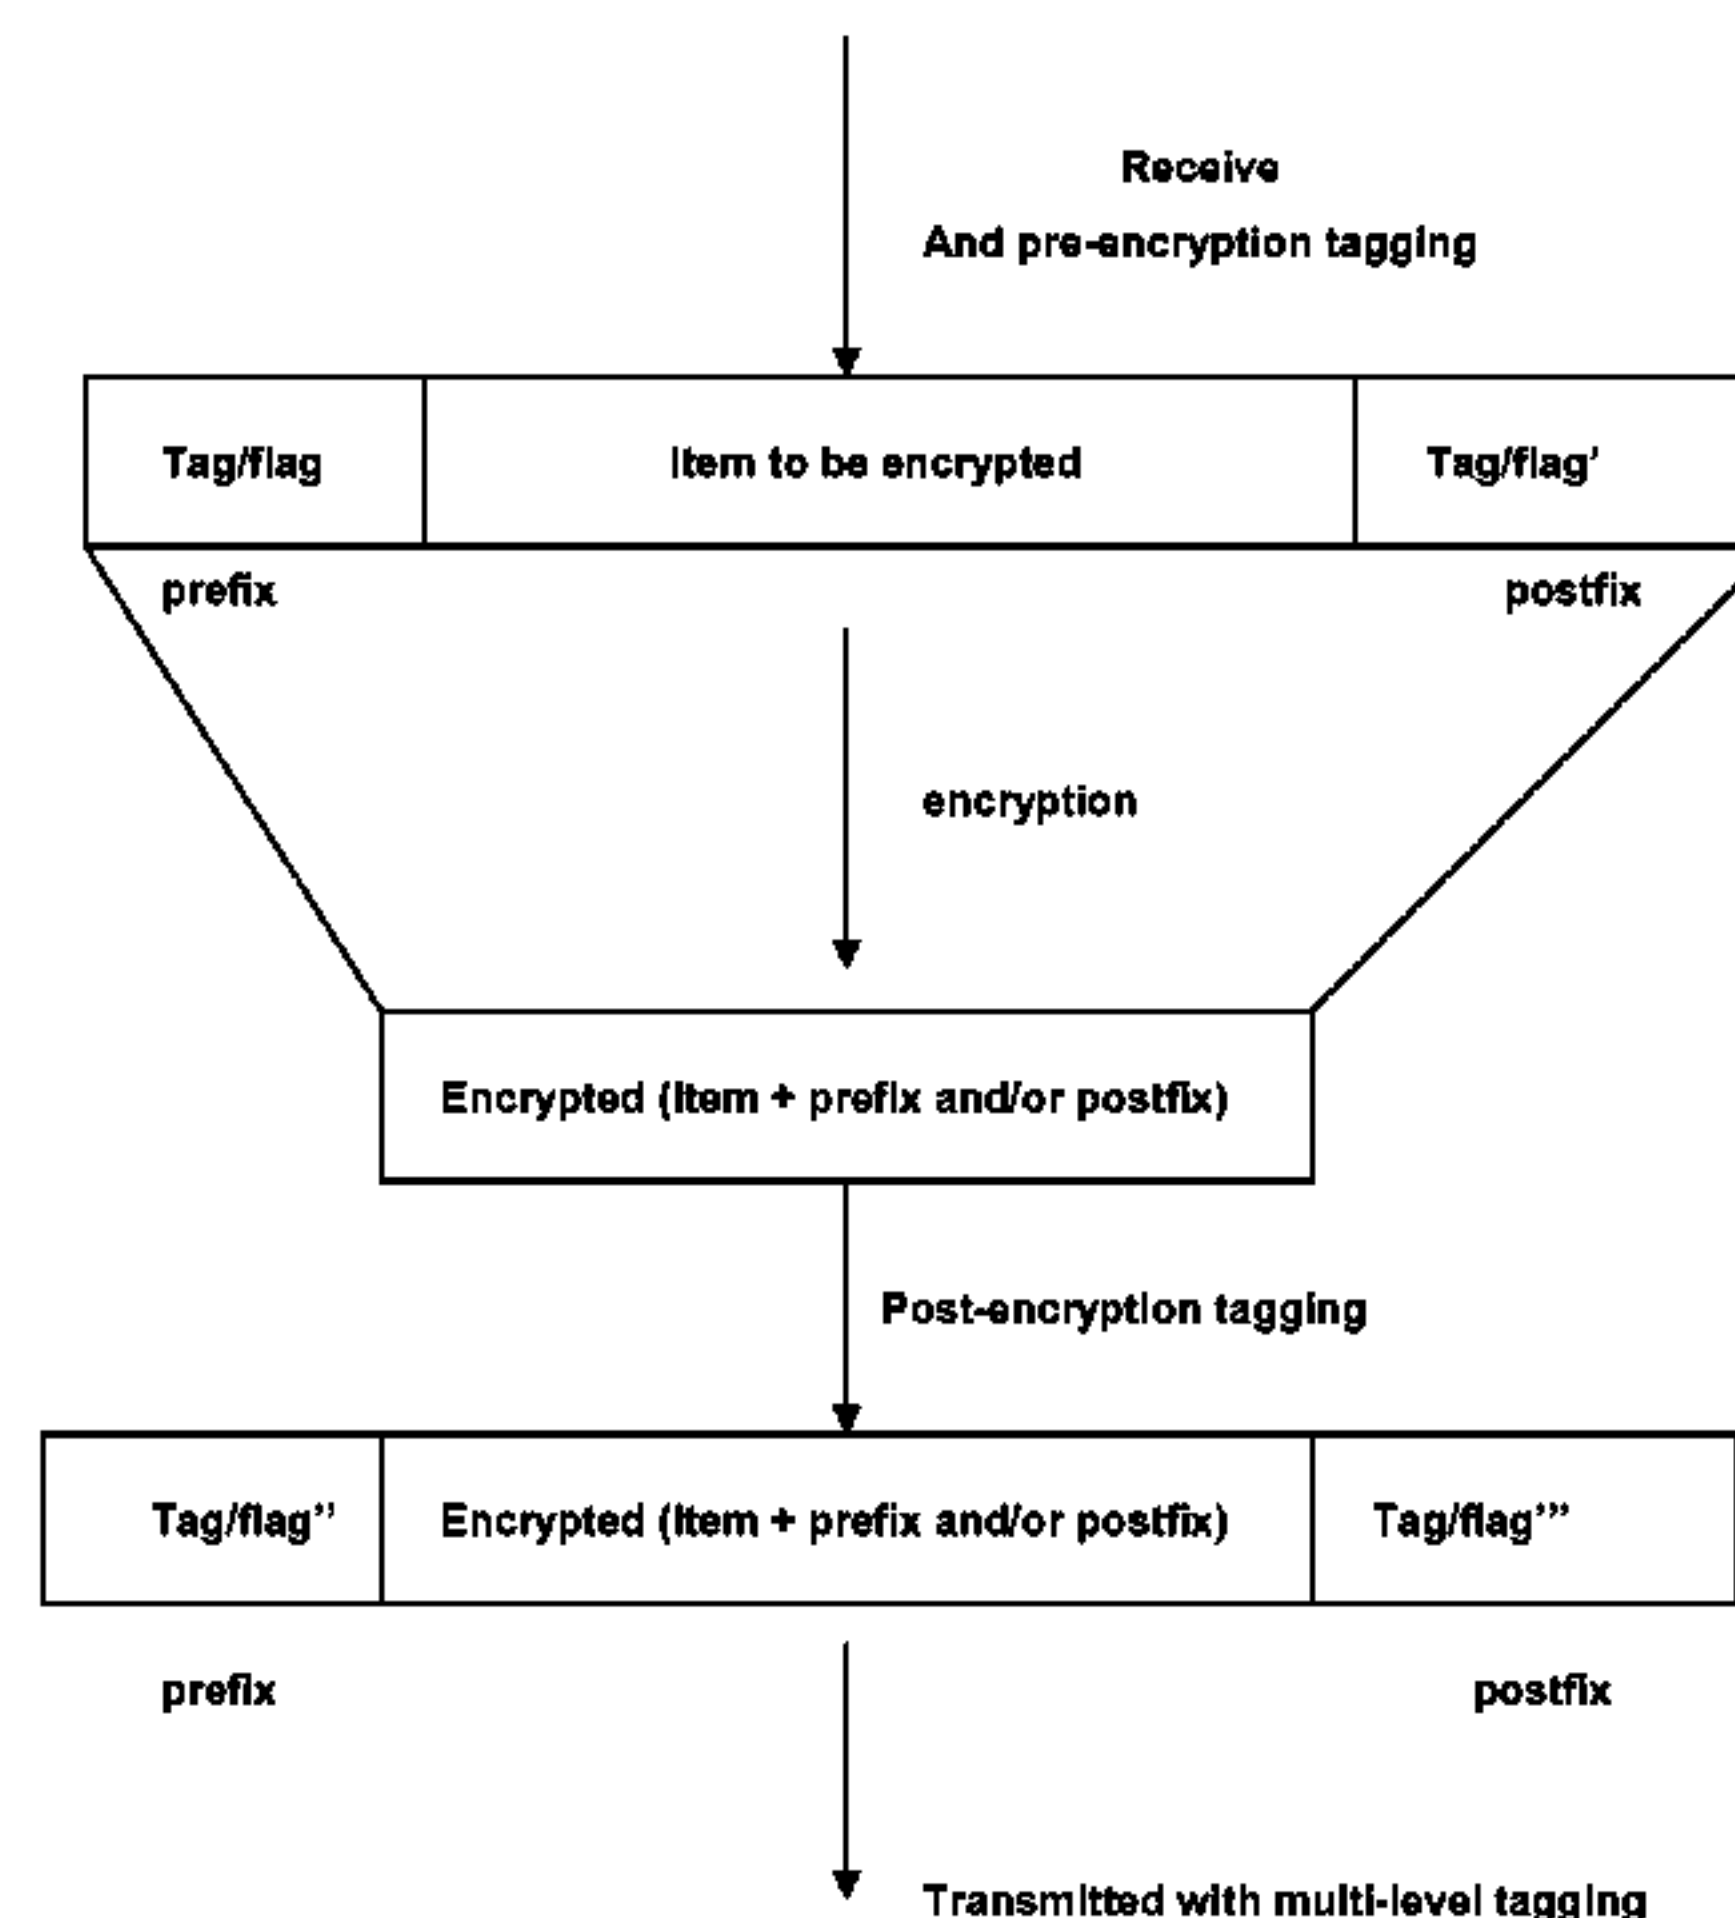 Receive
And pre-encryption tagging
Tag/flag
Item to be encrypted
Tag/flag'
prefix
postfix
encryption
Encrypted (Item + prefix and/or postfix)
Post-encryption tagging
Tag/flag’’
Encrypted (Item + prefix and/or postfix)
Tag/flag’’’
prefix
postfix
Transmitted with multi-level tagging